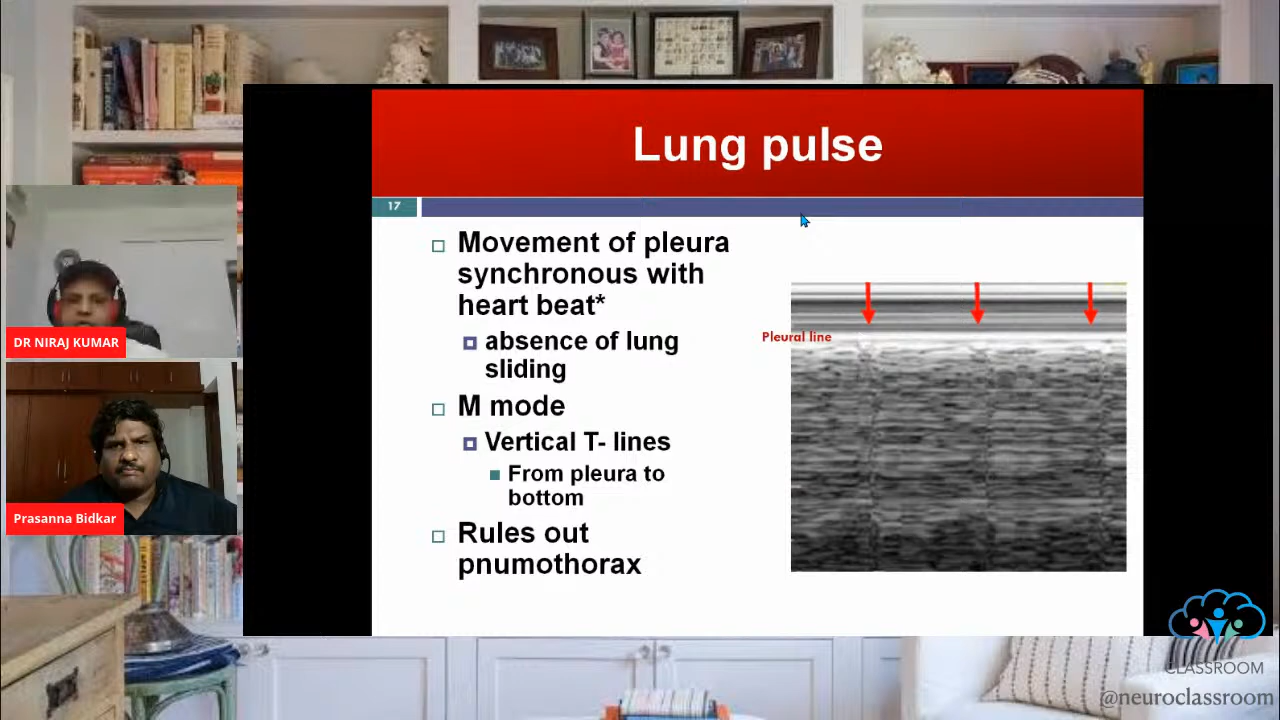 Lung pulse
17
Movement of pleura
synchronous with
heart beat*
absence of lung
sliding
M mode
Vertical T- lines
From pleura to
bottom
Rules out
pnumothorax
Pleural line
DR NIRAJ KUMAR
Prasanna Bidkar
CLASSROOM
@neuroclassroom